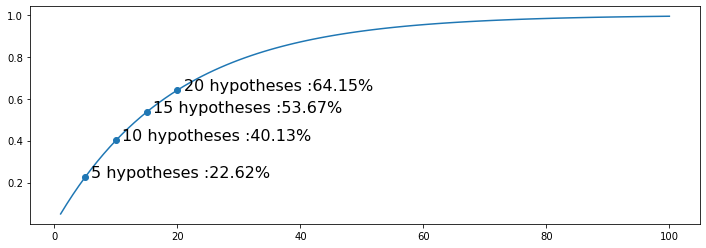 1.0
0.8
20 hypotheses :64.15%
0.6
15 hypotheses :53.67%
0.4
10 hypotheses :40.13%
5 hypotheses :22.62%
0.2
0 20 40 60 80 100